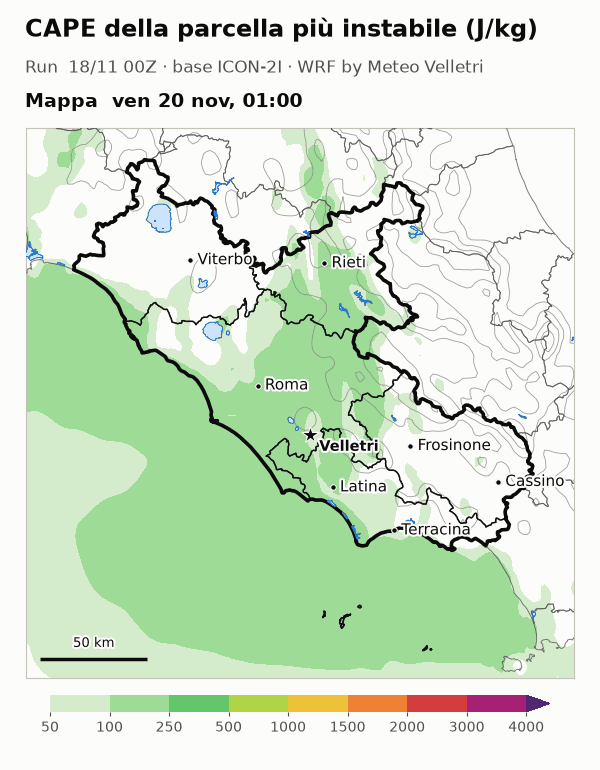 CAPE della parcella più instabile (J/kg)
Run  18/11 00Z · base ICON-2I · WRF by Meteo Velletri
Mappa  ven 20 nov, 01:00
Viterbo
Rieti
Roma
Velletri
Frosinone
Cassino
Latina
Terracina
50 km
50 100 250 500 1000 1500 2000 3000 4000